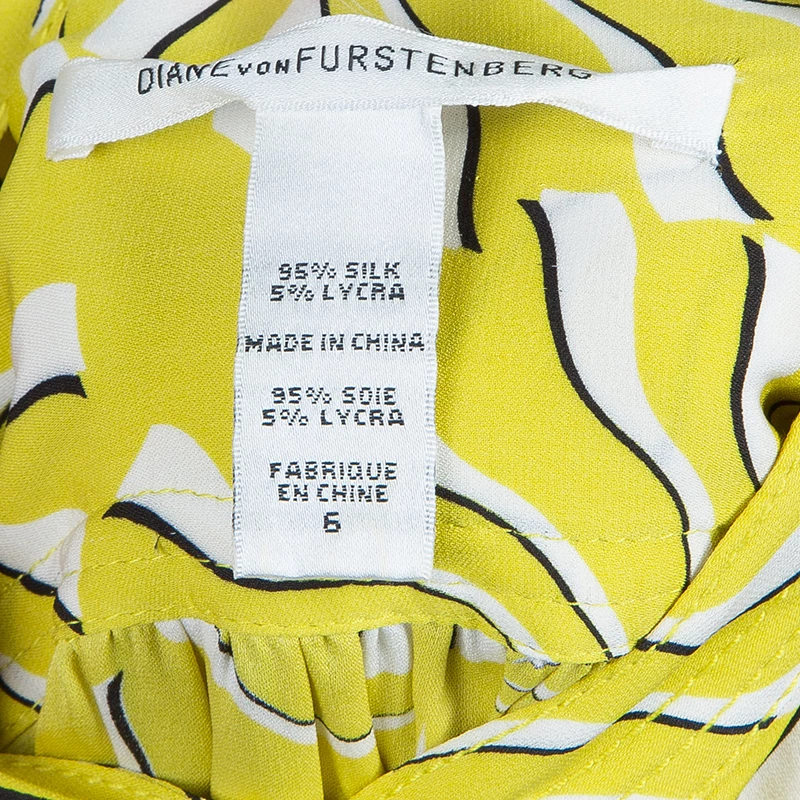 DIANE VON FURSTENBERG
95% SILK
5% LYCRA
MADE IN CHINA
95% SOIE
5% LYCRA
FABRIQUE
EN CHINE
6